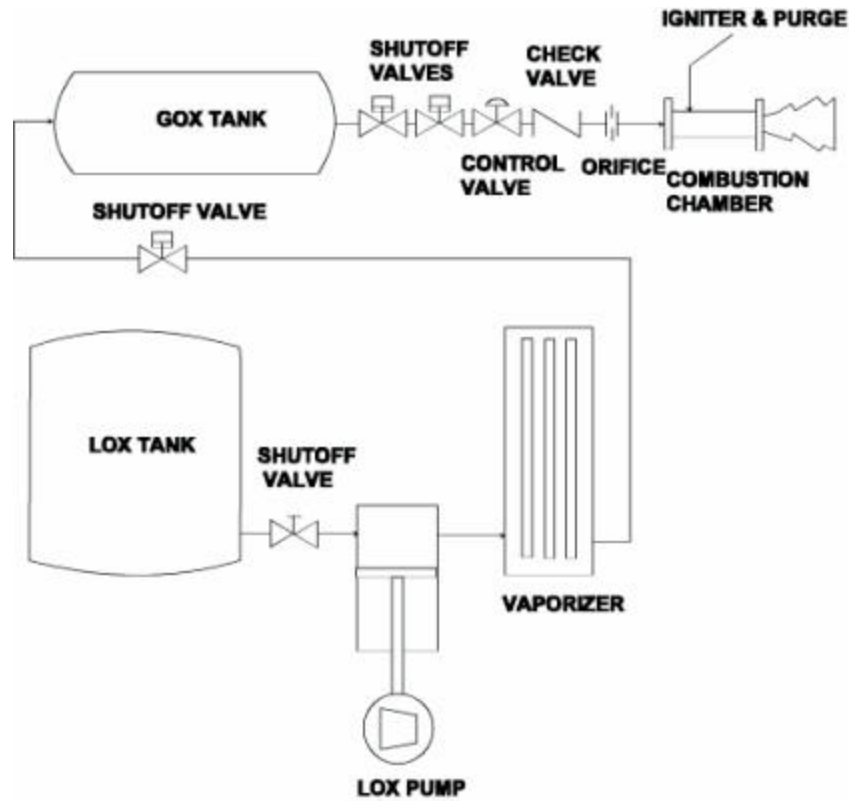 IGNITER & PURGE
SHUTOFF
VALVES
CHECK
VALVE
GOX TANK
CONTROL
VALVE
ORIFICE
COMBUSTION
CHAMBER
SHUTOFF VALVE
LOX TANK
SHUTOFF
VALVE
VAPORIZER
LOX PUMP